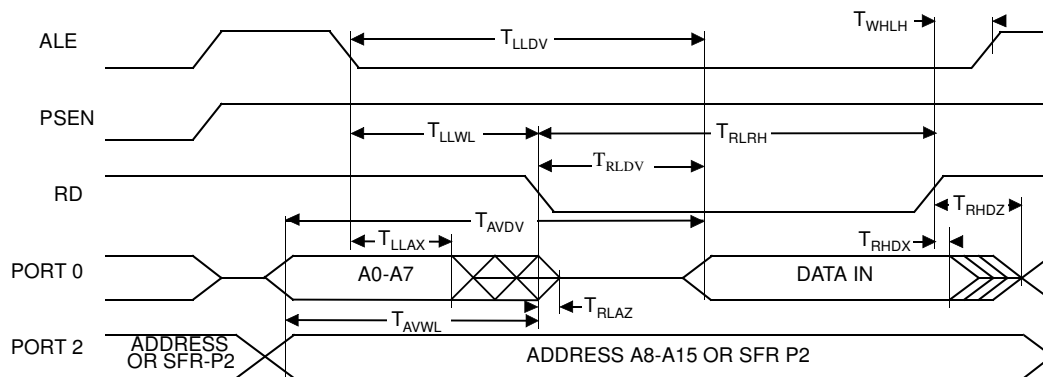 T_WHLH
ALE
T_LLDV
PSEN
T_LLWL
T_RLRH
T_RLDV
RD
T_AVDV
T_RHDZ
T_LLAX
T_RHDX
PORT 0
A0-A7
DATA IN
T_RLAZ
T_AVWL
PORT 2
ADDRESS
OR SFR-P2
ADDRESS A8-A15 OR SFR P2